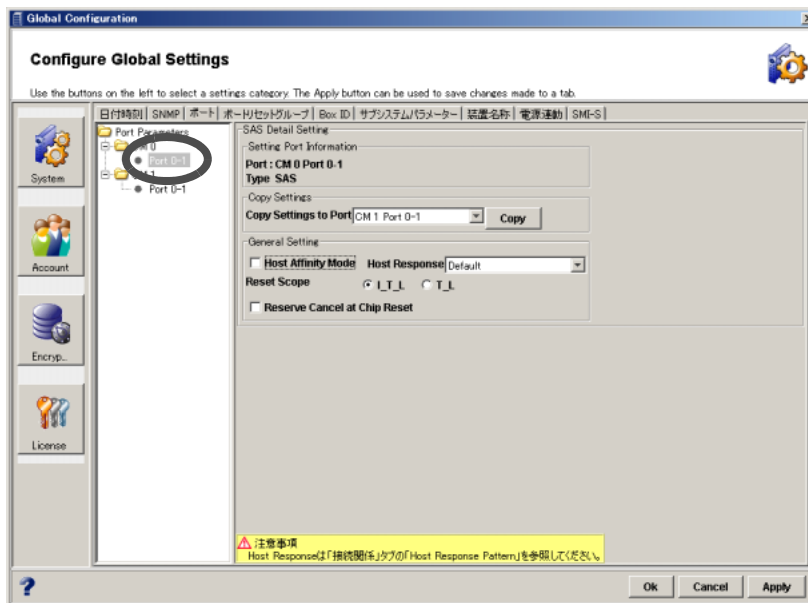 Global Configuration
Configure Global Settings
Use the buttons on the left to select a settings category. The Apply button can be used to save changes made to a tab.
日付時刻 SNMP ポート ポートリセットグループ Box ID サブシステムパラメーター 装置名称 電源連動 SMI-S
System
Account
Encryp..
License
Port Parameters
CM 0
Port 0-1
Port 0-1
SAS Detail Setting
Setting Port Information
Port : CM 0 Port 0-1
Type SAS
Copy Settings
Copy Settings to Port CM 1 Port 0-1 Copy
General Setting
Host Affinity Mode Host Response Default
Reset Scope I_T_L T_L
Reserve Cancel at Chip Reset
注意事項
Host Responseは「接続関係」タブの「Host Response Pattern」を参照してください。
? Ok Cancel Apply